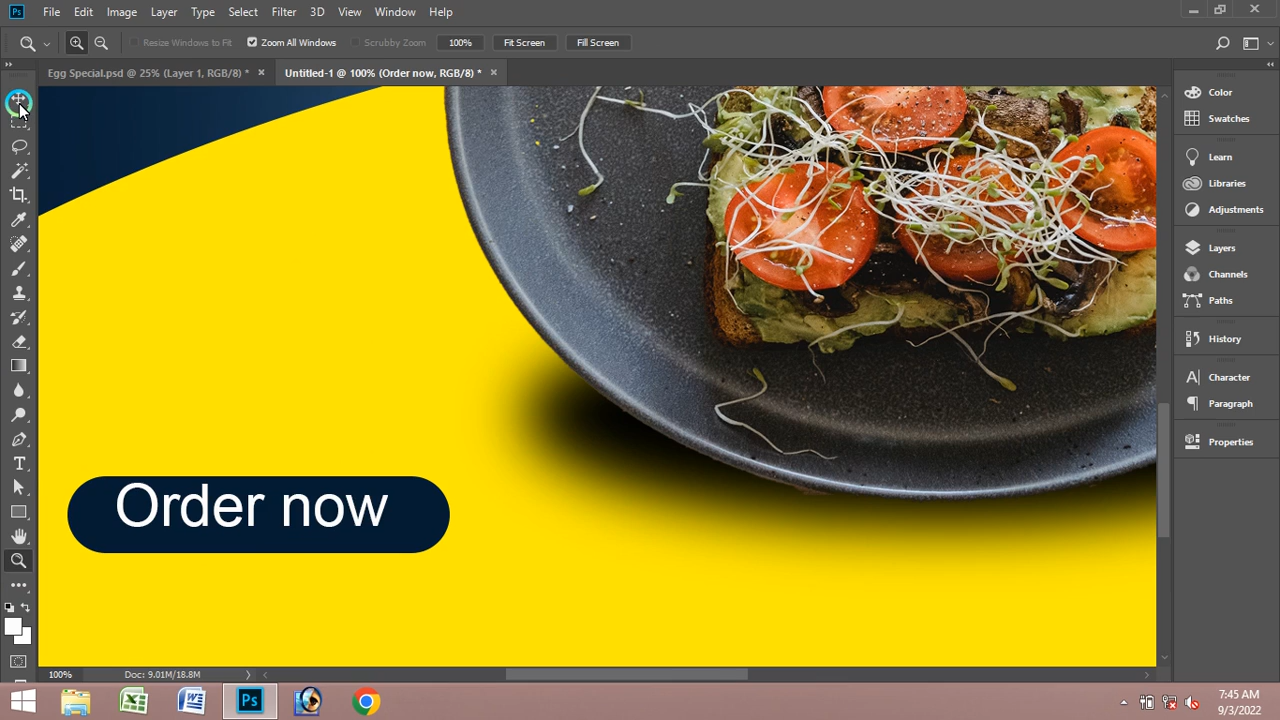 File Edit Image Layer Type Select Filter 3D View Window Help
Resize Windows to Fit Zoom All Windows Scrubby Zoom 100% Fit Screen Fill Screen
Egg Special.psd @ 25% (Layer 1, RGB/8) * × Untitled-1 @ 100% (Order now, RGB/8) * ×
Color
Swatches
Learn
Libraries
Adjustments
Layers
Channels
Paths
History
Character
Paragraph
Properties
Order now
100% Doc: 9.01M/18.8M
Ps
7:45 AM
9/3/2022